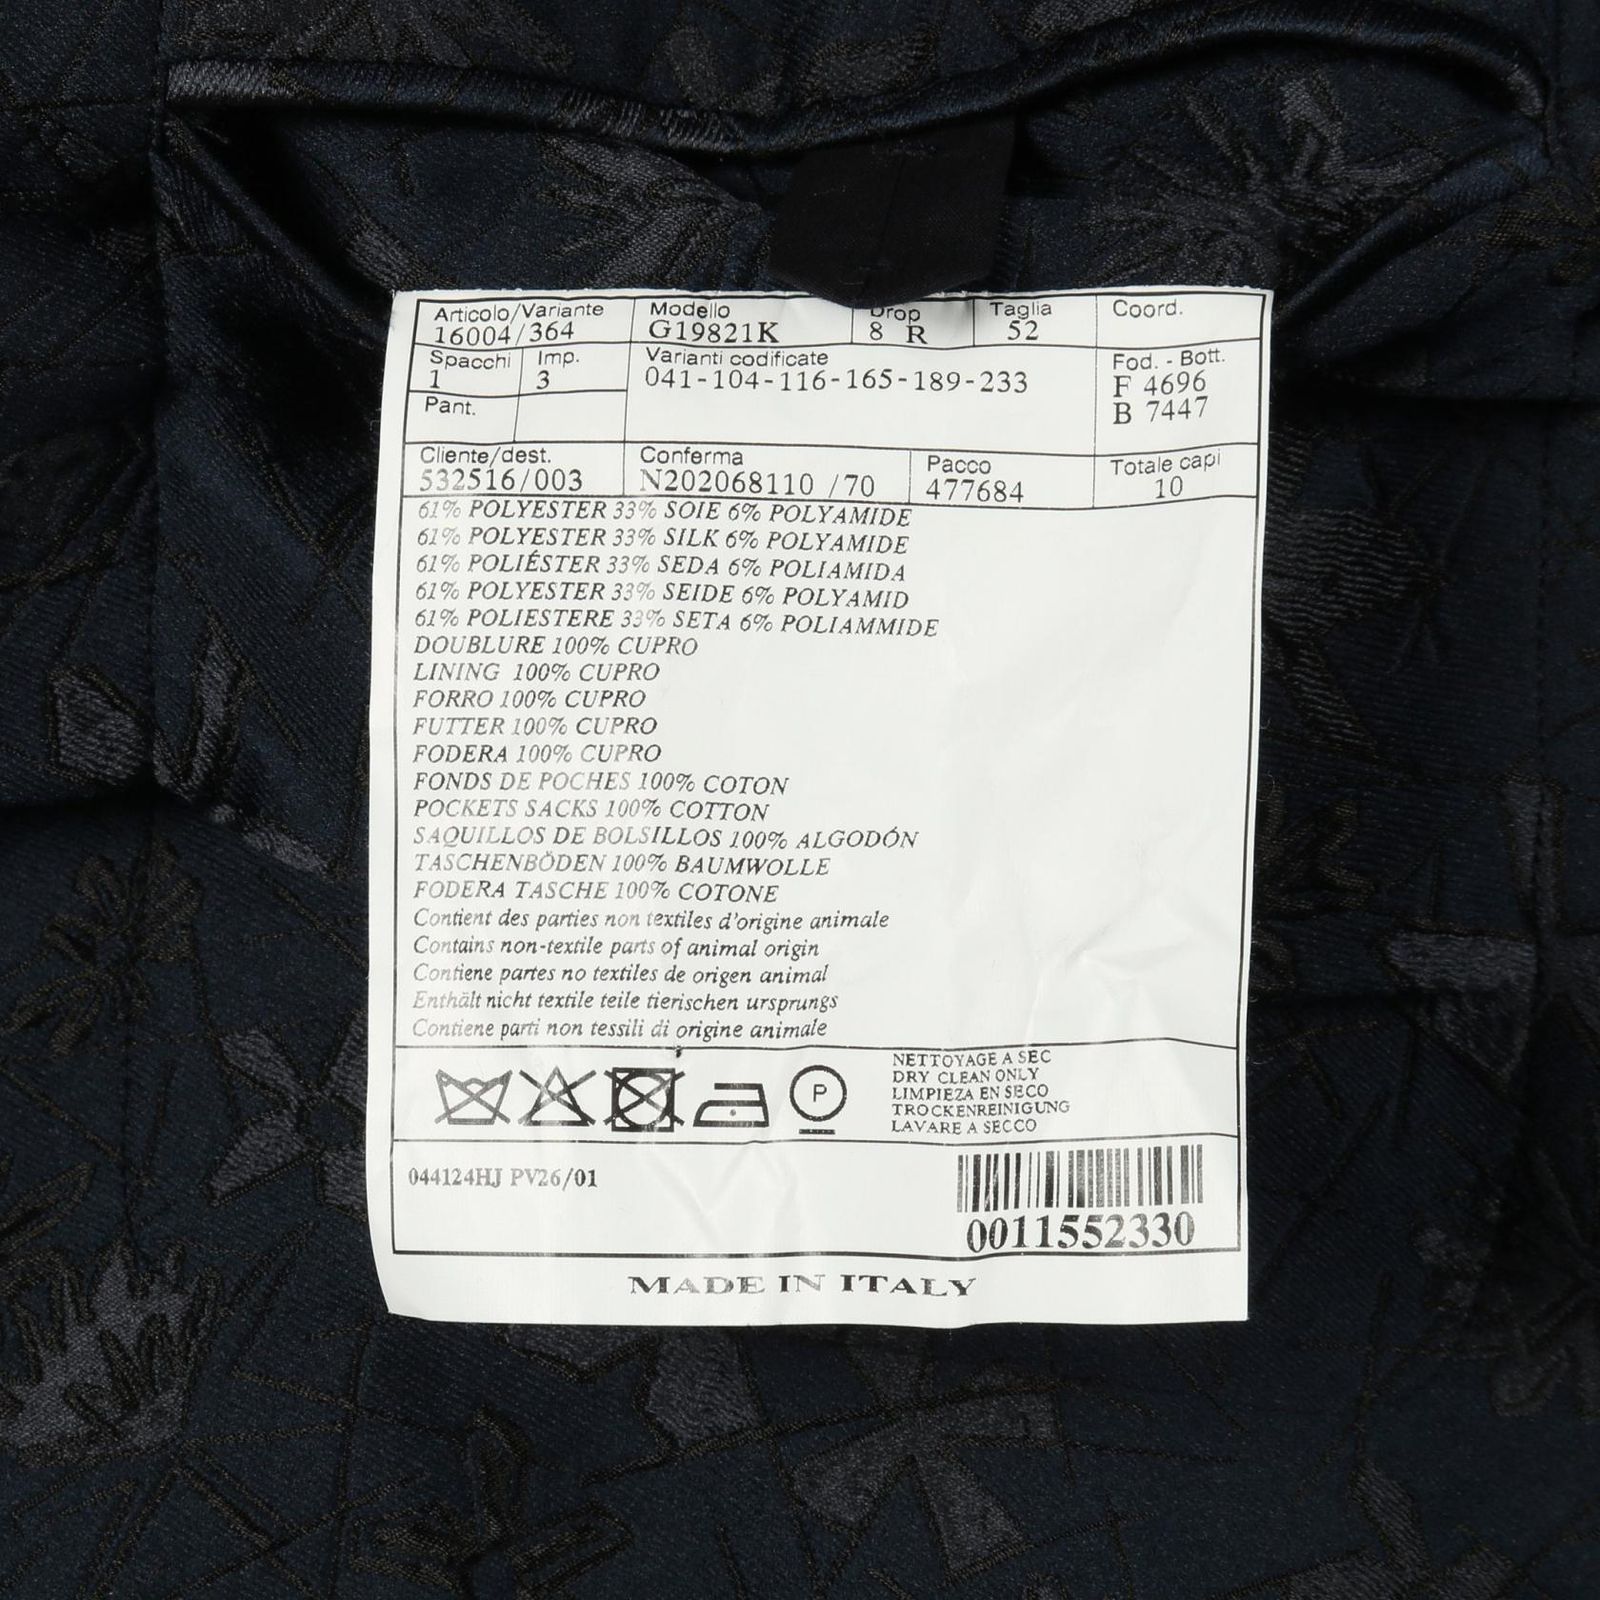 Articolo/Variante Modello Drop Taglia Coord.
16004/364 G19821K 8 R 52
Spacchi Imp. Varianti codificate Fod. - Bott.
1 3 041-104-116-165-189-233 F 4696
Pant. B 7447
Cliente/dest. Conferma Pacco Totale capi
532516/003 N202068110 /70 477684 10
61% POLYESTER 33% SOIE 6% POLYAMIDE
61% POLYESTER 33% SILK 6% POLYAMIDE
61% POLIÉSTER 33% SEDA 6% POLIAMIDA
61% POLYESTER 33% SEIDE 6% POLYAMID
61% POLIESTERE 33% SETA 6% POLIAMMIDE
DOUBLURE 100% CUPRO
LINING 100% CUPRO
FORRO 100% CUPRO
FUTTER 100% CUPRO
FODERA 100% CUPRO
FONDS DE POCHES 100% COTON
POCKETS SACKS 100% COTTON
SAQUILLOS DE BOLSILLOS 100% ALGODÓN
TASCHENBÖDEN 100% BAUMWOLLE
FODERA TASCHE 100% COTONE
Contient des parties non textiles d'origine animale
Contains non-textile parts of animal origin
Contiene partes no textiles de origen animal
Enthält nicht textile teile tierischen ursprungs
Contiene parti non tessili di origine animale
P
NETTOYAGE A SEC
DRY CLEAN ONLY
LIMPIEZA EN SECO
TROCKENREINIGUNG
LAVARE A SECCO
044124HJ PV26/01
0011552330
MADE IN ITALY